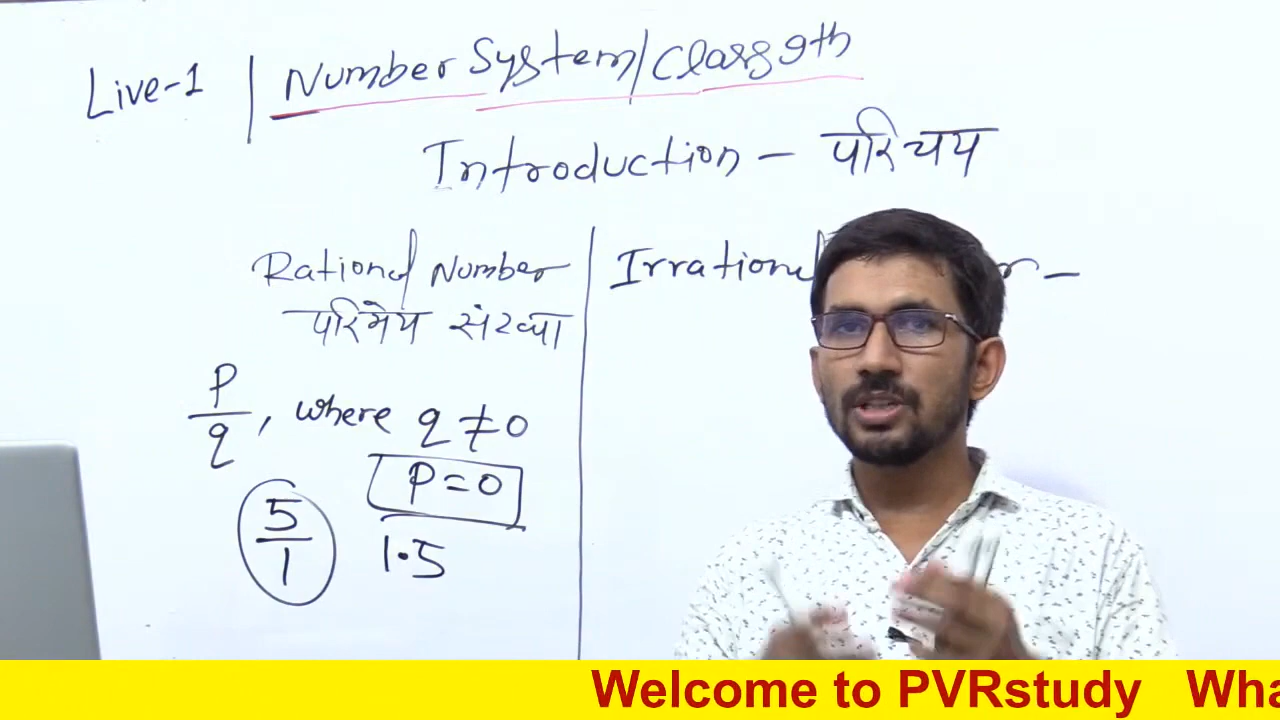 Live-1 | Number System/Class 9th
Introduction - परिचय
Rational Number
परिमेय संख्या
P/q, where q ≠ 0
P = 0
5/1
1.5
Irrational
Welcome to PVRstudy